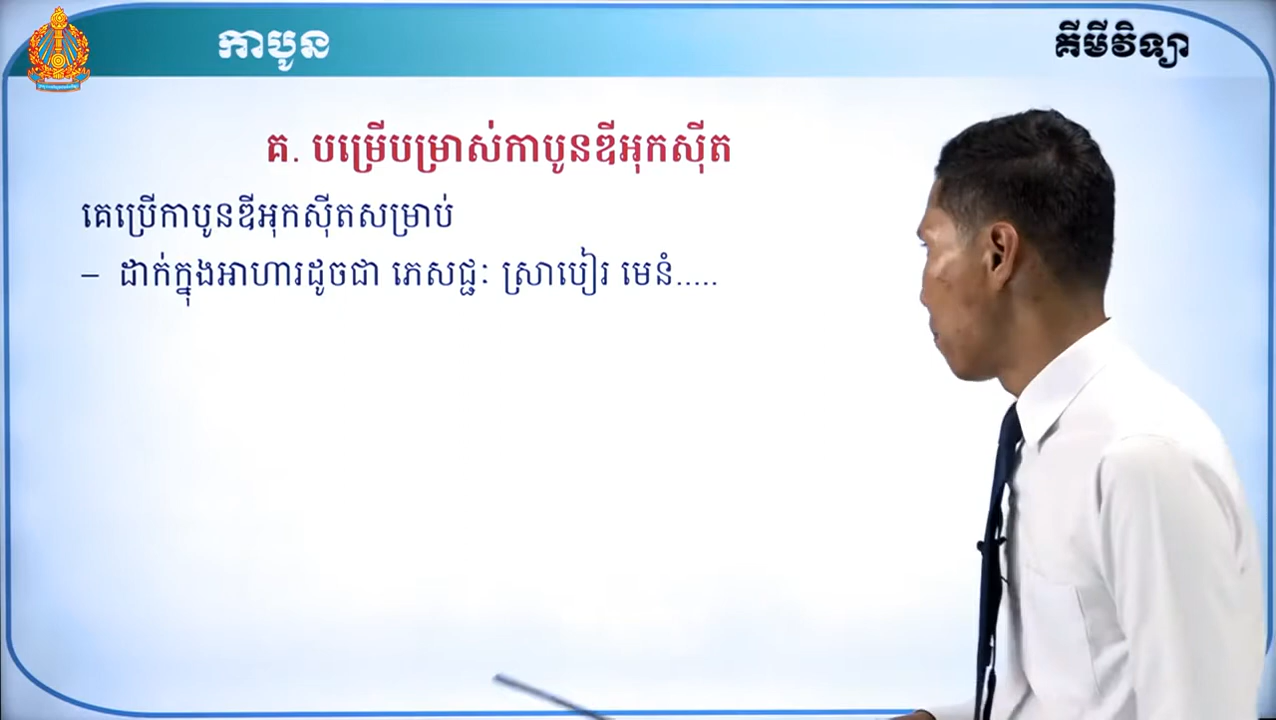 កាបូន
គីមីវិទ្យា
គ. បម្រើបម្រាស់កាបូនឌីអុកស៊ីត
គេប្រើកាបូនឌីអុកស៊ីតសម្រាប់
– ដាក់ក្នុងអាហារដូចជា ភេសជ្ជៈ ស្រាបៀរ មេនំ.....